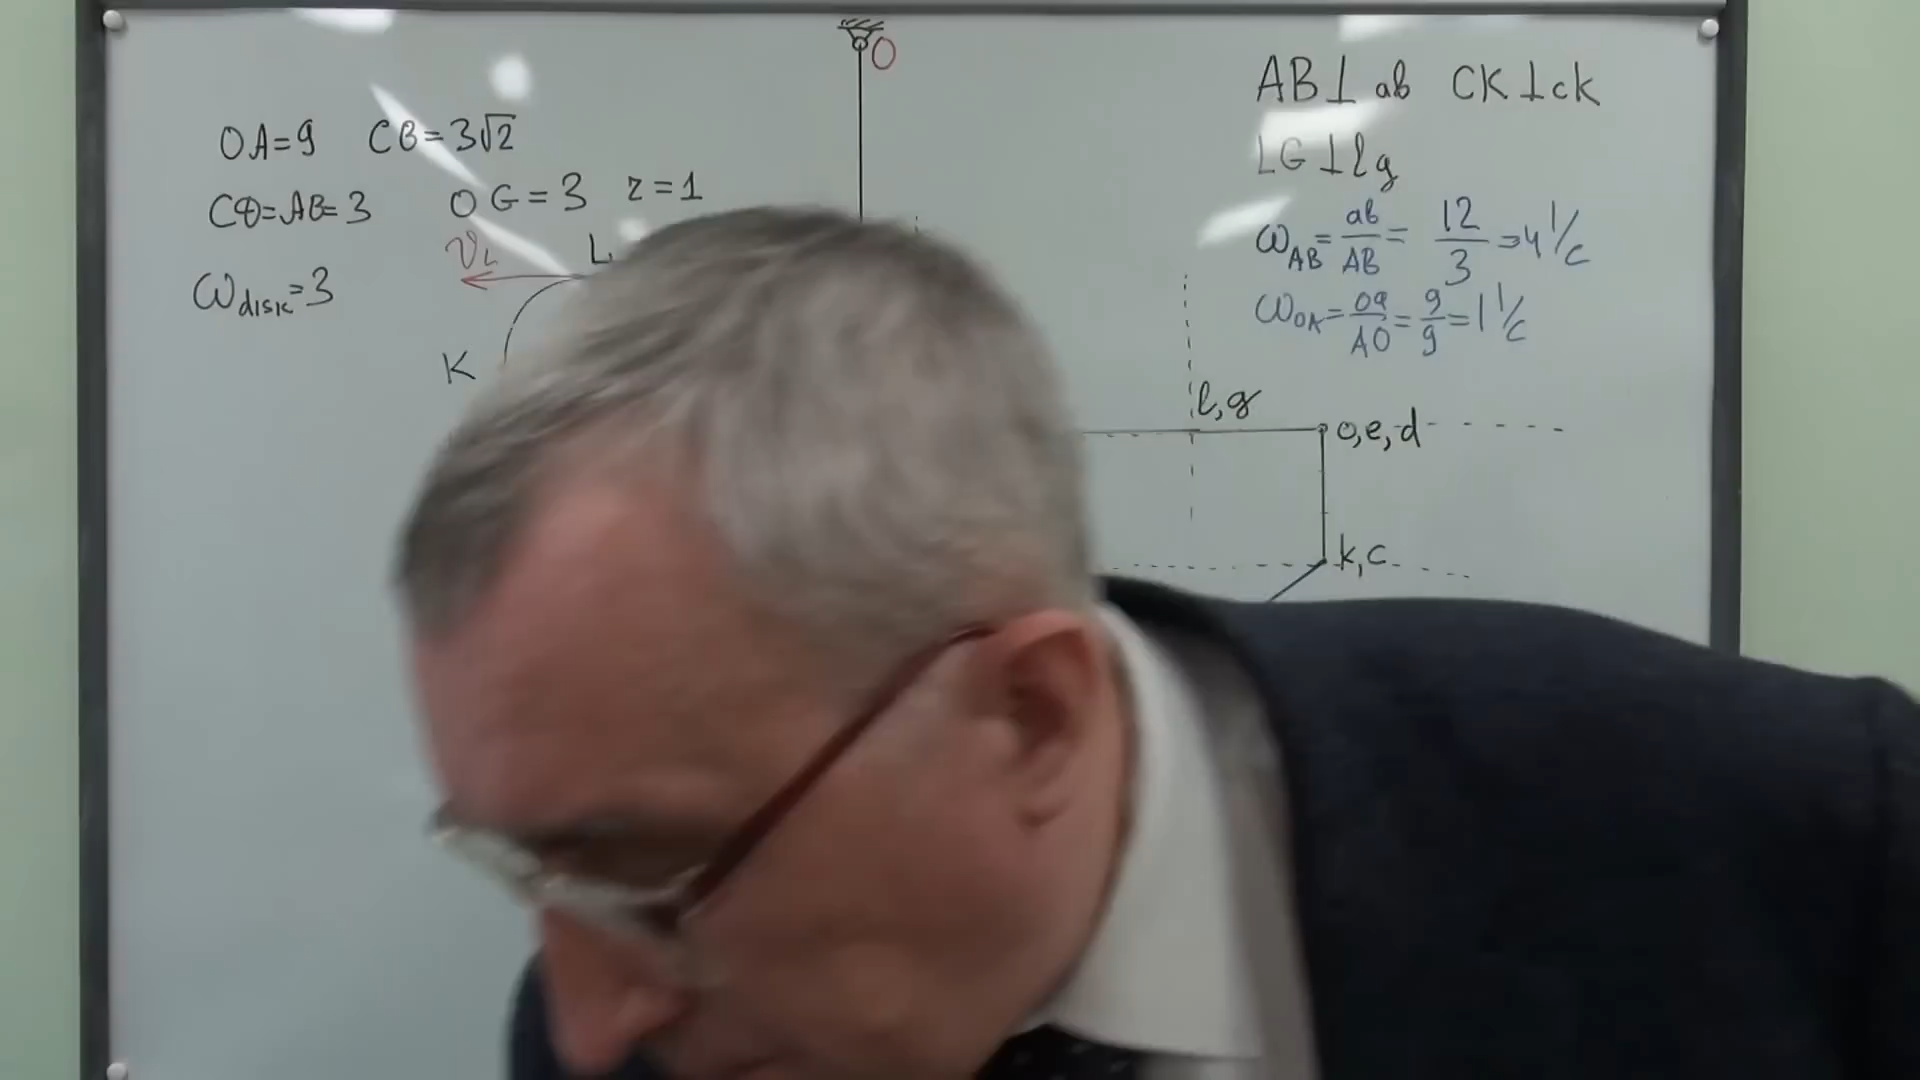 O
OA=9 CB=3√2
CD=AB=3 OG=3 r=1
ω_disk=3
v_L L
K
AB⊥ab CK⊥ck
LG⊥lg
ω_AB=ab/AB=12/3=4 1/c
ω_OA=oa/AO=9/9=1 1/c
l,g
o,e,d
k,c